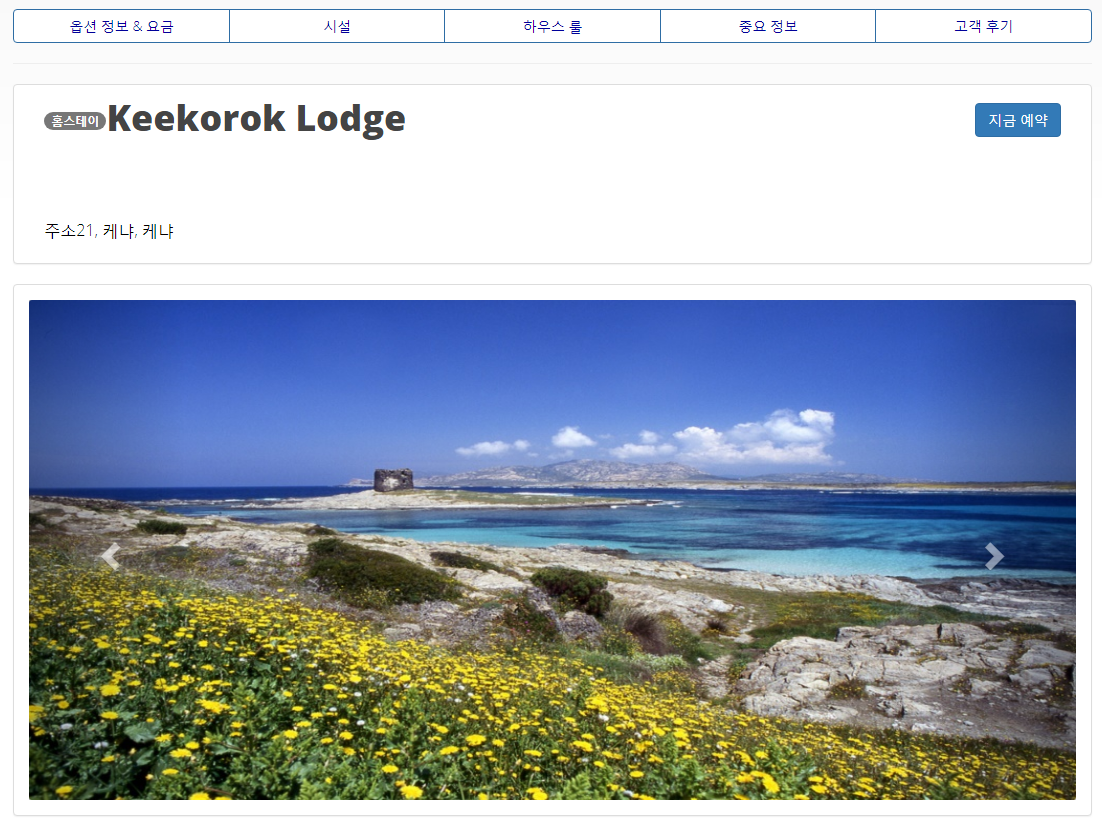 옵션 정보 & 요금
시설
하우스 룰
중요 정보
고객 후기
홈스테이 Keekorok Lodge
지금 예약
주소21, 케냐, 케냐